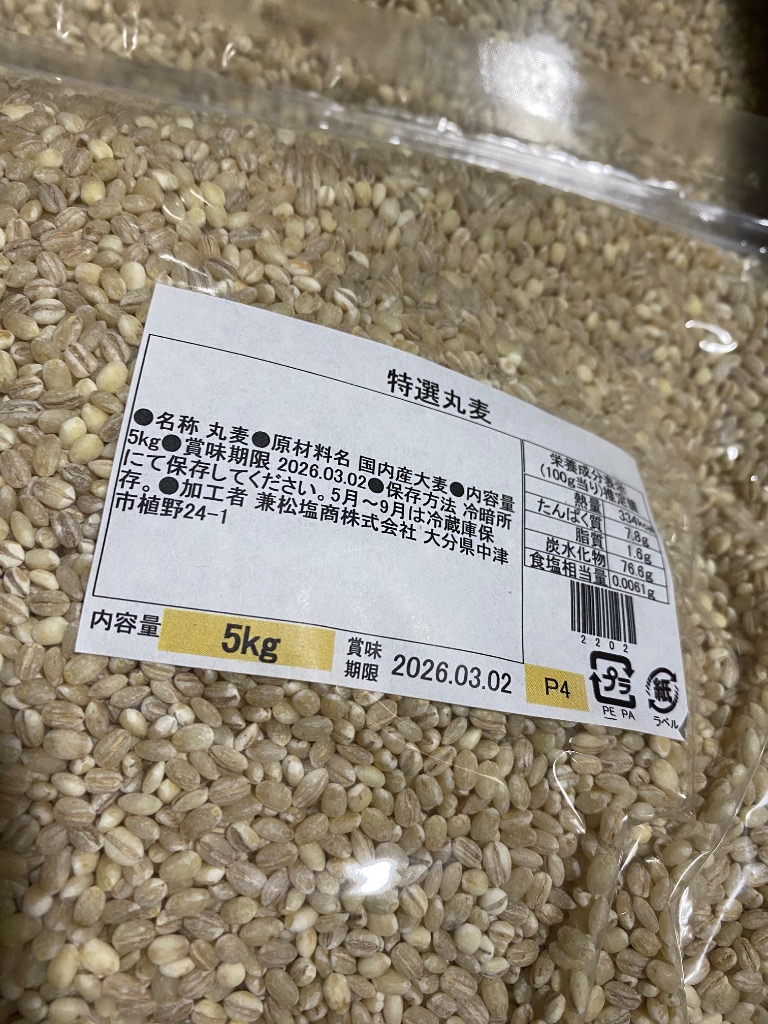 特選丸麦
●名称 丸麦●原材料名 国内産大麦●内容量
5kg●賞味期限 2026.03.02●保存方法 冷暗所
にて保存してください。5月～9月は冷蔵庫保
存。●加工者 兼松塩商株式会社 大分県中津
市植野24-1
栄養成分表示
(100g当り)推定値
熱量 334kcal
たんぱく質 7.8g
脂質 1.6g
炭水化物 76.6g
食塩相当量 0.0061g
2202
内容量 5kg 賞味期限 2026.03.02 P4
プラ
PE PA
紙
ラベル